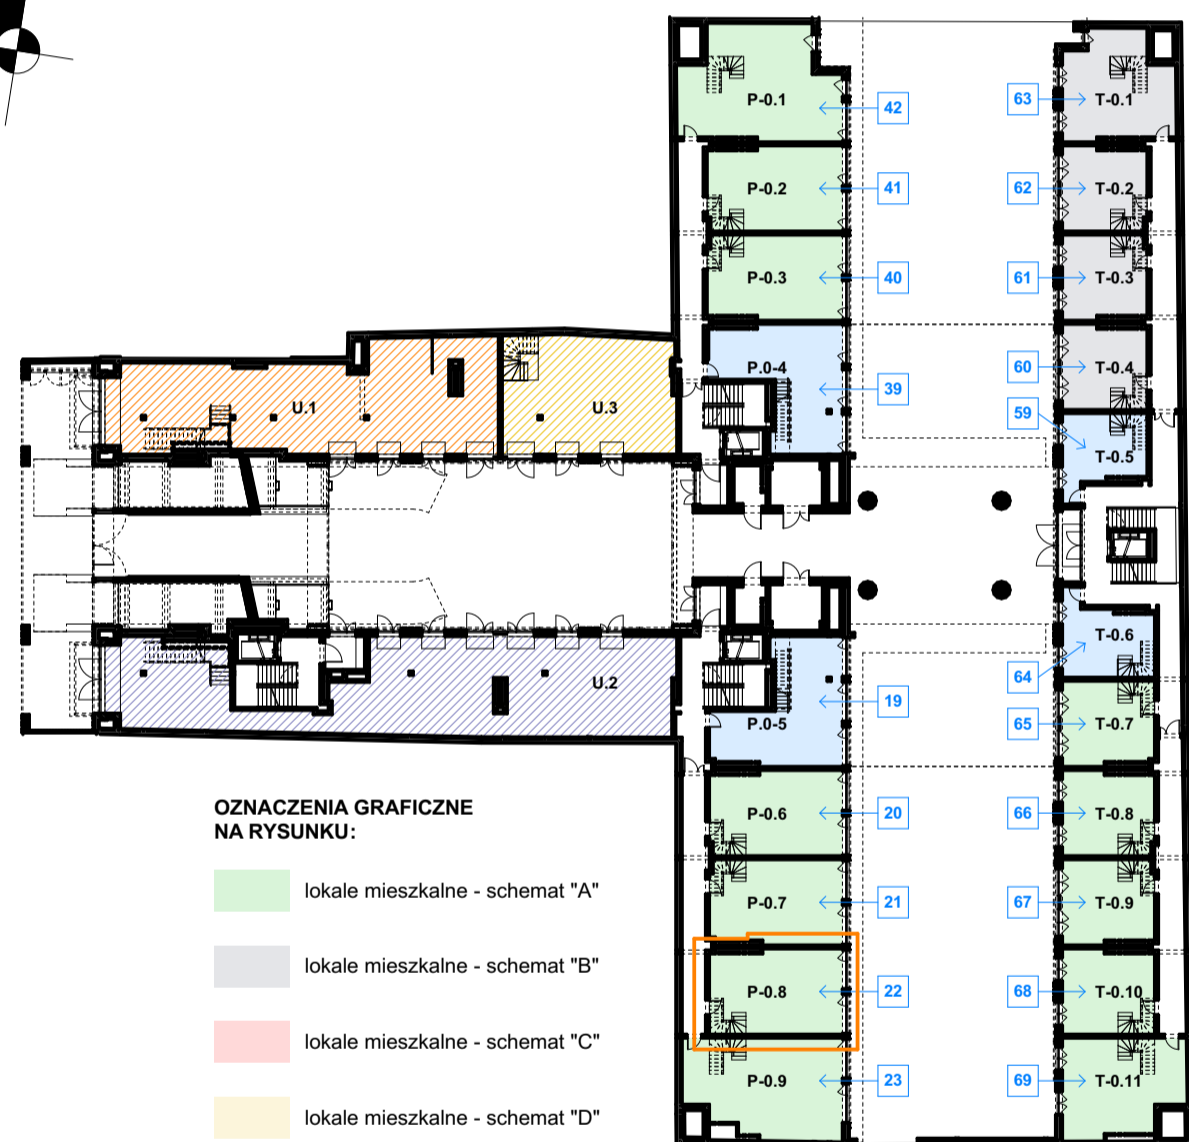 P-0.1
42
63
T-0.1
P-0.2
41
62
T-0.2
P-0.3
40
61
T-0.3
P.0-4
39
60
T-0.4
59
T-0.5
U.1
U.3
U.2
P.0-5
19
T-0.6
64
65
T-0.7
P-0.6
20
66
T-0.8
P-0.7
21
67
T-0.9
P-0.8
22
68
T-0.10
P-0.9
23
69
T-0.11
OZNACZENIA GRAFICZNE
NA RYSUNKU:
lokale mieszkalne - schemat "A"
lokale mieszkalne - schemat "B"
lokale mieszkalne - schemat "C"
lokale mieszkalne - schemat "D"